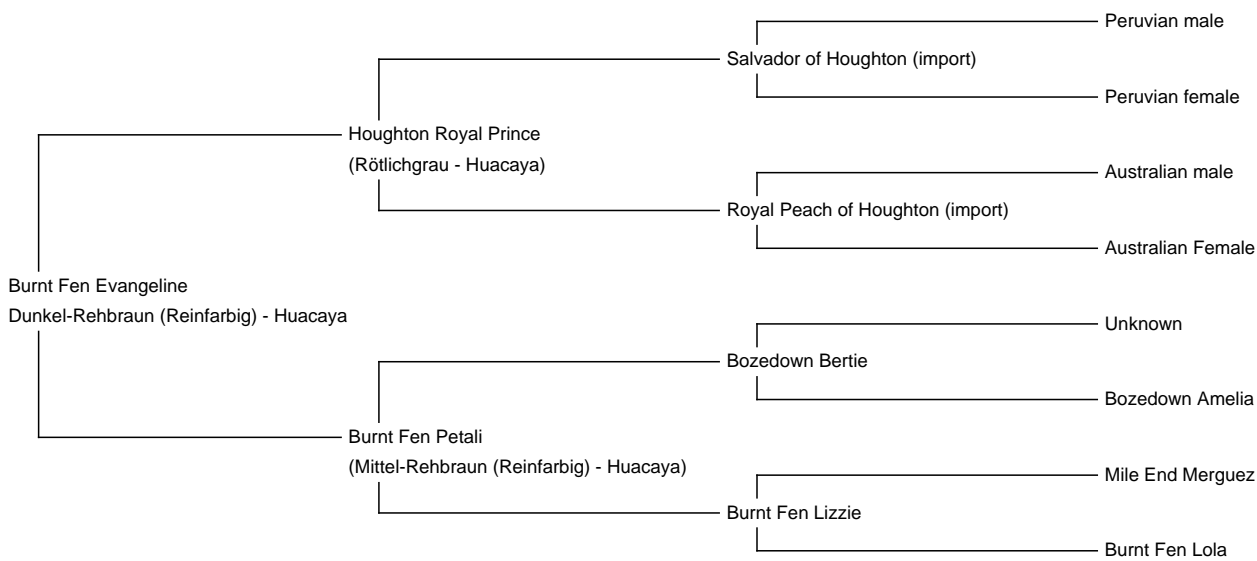 Peruvian male
Salvador of Houghton (import)
Peruvian female
Houghton Royal Prince
(Rötlichgrau - Huacaya)
Australian male
Royal Peach of Houghton (import)
Australian Female
Burnt Fen Evangeline
Dunkel-Rehbraun (Reinfarbig) - Huacaya
Unknown
Bozedown Bertie
Bozedown Amelia
Burnt Fen Petali
(Mittel-Rehbraun (Reinfarbig) - Huacaya)
Mile End Merguez
Burnt Fen Lizzie
Burnt Fen Lola